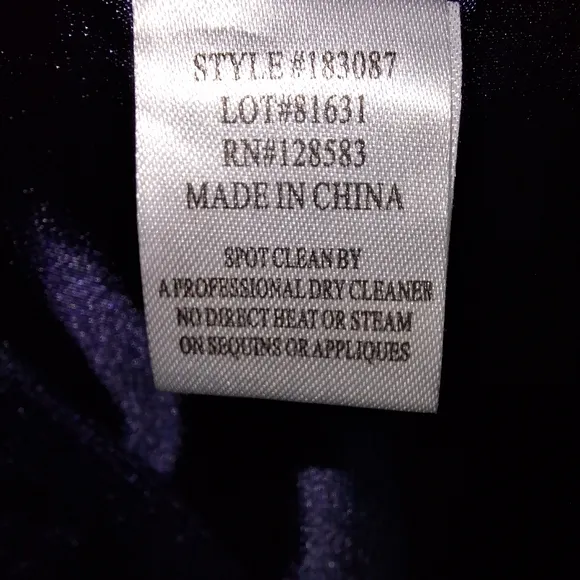 STYLE #183087
LOT#81631
RN#128583
MADE IN CHINA
SPOT CLEAN BY
A PROFESSIONAL DRY CLEANER
NO DIRECT HEAT OR STEAM
ON SEQUINS OR APPLIQUES